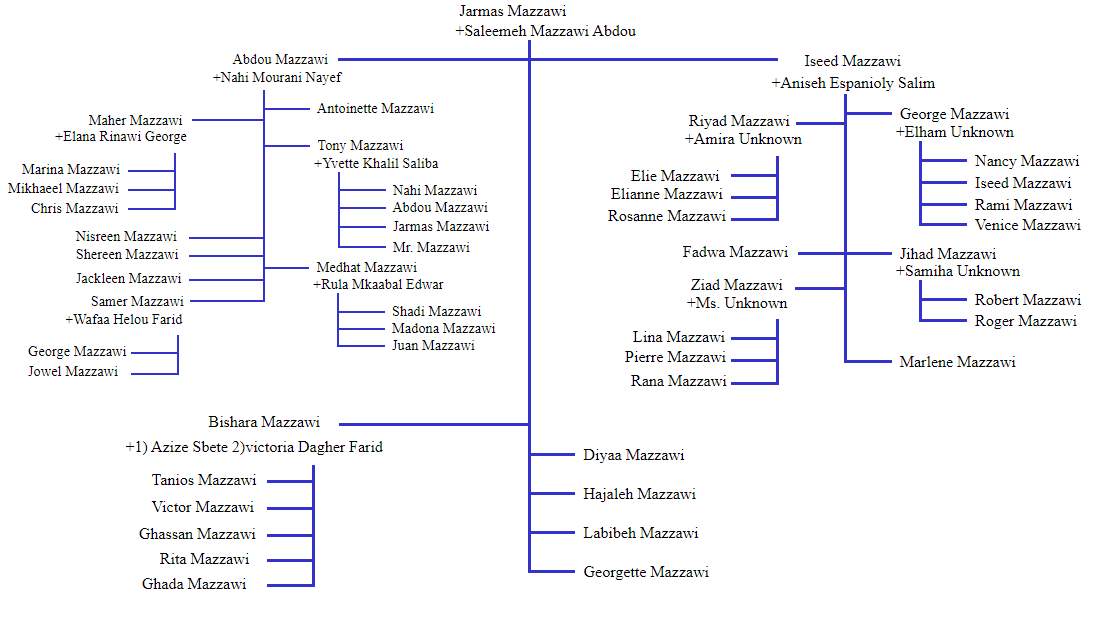 Jarmas Mazzawi
+Saleemeh Mazzawi Abdou
Abdou Mazzawi
+Nahi Mourani Nayef
Antoinette Mazzawi
Maher Mazzawi
+Elana Rinawi George
Marina Mazzawi
Mikhaeel Mazzawi
Chris Mazzawi
Tony Mazzawi
+Yvette Khalil Saliba
Nahi Mazzawi
Abdou Mazzawi
Jarmas Mazzawi
Mr. Mazzawi
Nisreen Mazzawi
Shereen Mazzawi
Jackleen Mazzawi
Samer Mazzawi
+Wafaa Helou Farid
George Mazzawi
Jowel Mazzawi
Medhat Mazzawi
+Rula Mkaabal Edwar
Shadi Mazzawi
Madona Mazzawi
Juan Mazzawi
Iseed Mazzawi
+Aniseh Espanioly Salim
Riyad Mazzawi
+Amira Unknown
Elie Mazzawi
Elianne Mazzawi
Rosanne Mazzawi
George Mazzawi
+Elham Unknown
Nancy Mazzawi
Iseed Mazzawi
Rami Mazzawi
Venice Mazzawi
Fadwa Mazzawi
Ziad Mazzawi
+Ms. Unknown
Lina Mazzawi
Pierre Mazzawi
Rana Mazzawi
Jihad Mazzawi
+Samiha Unknown
Robert Mazzawi
Roger Mazzawi
Marlene Mazzawi
Bishara Mazzawi
+1) Azize Sbete 2)victoria Dagher Farid
Tanios Mazzawi
Victor Mazzawi
Ghassan Mazzawi
Rita Mazzawi
Ghada Mazzawi
Diyaa Mazzawi
Hajaleh Mazzawi
Labibeh Mazzawi
Georgette Mazzawi